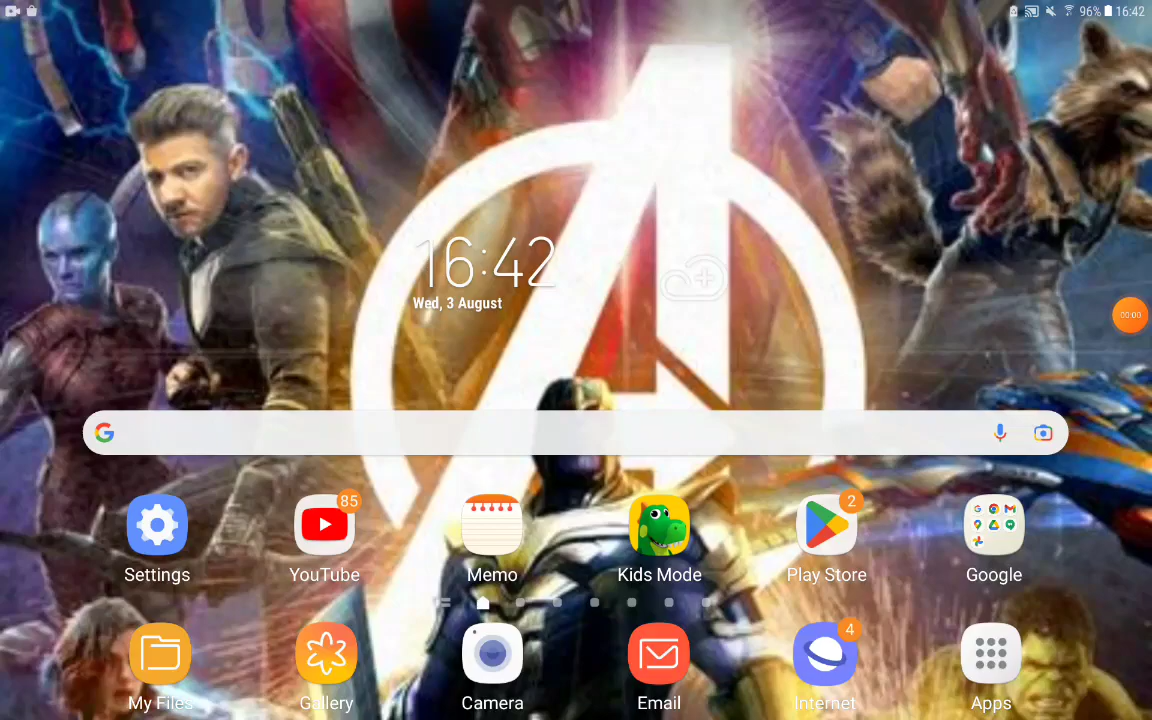 96% 16:42
16:42
Wed, 3 August
00:00
85
2
Settings
YouTube
Memo
Kids Mode
Play Store
Google
4
My Files
Gallery
Camera
Email
Internet
Apps